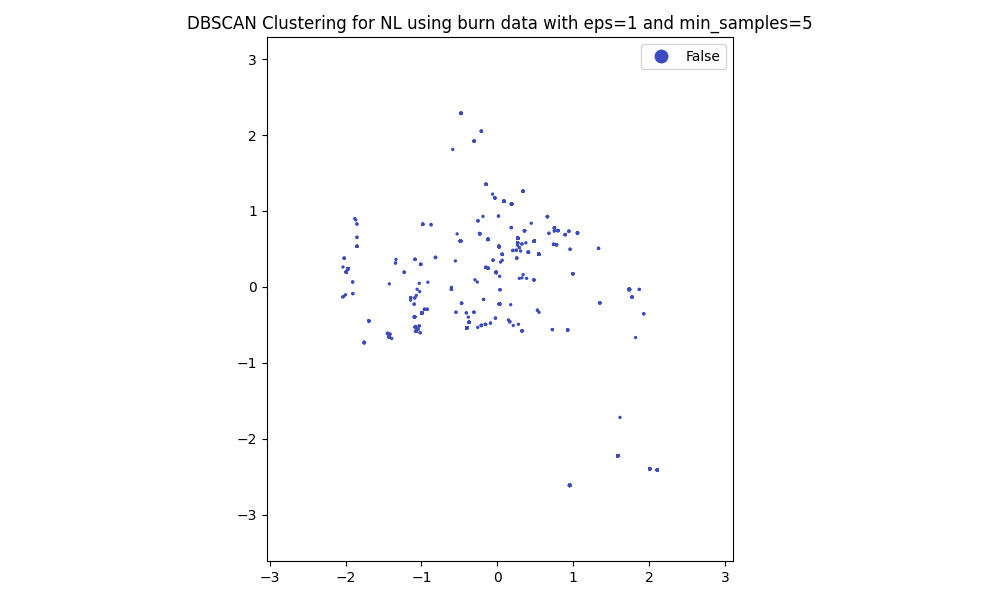 DBSCAN Clustering for NL using burn data with eps=1 and min_samples=5
False
3
2
1
0
−1
−2
−3
−3 −2 −1 0 1 2 3